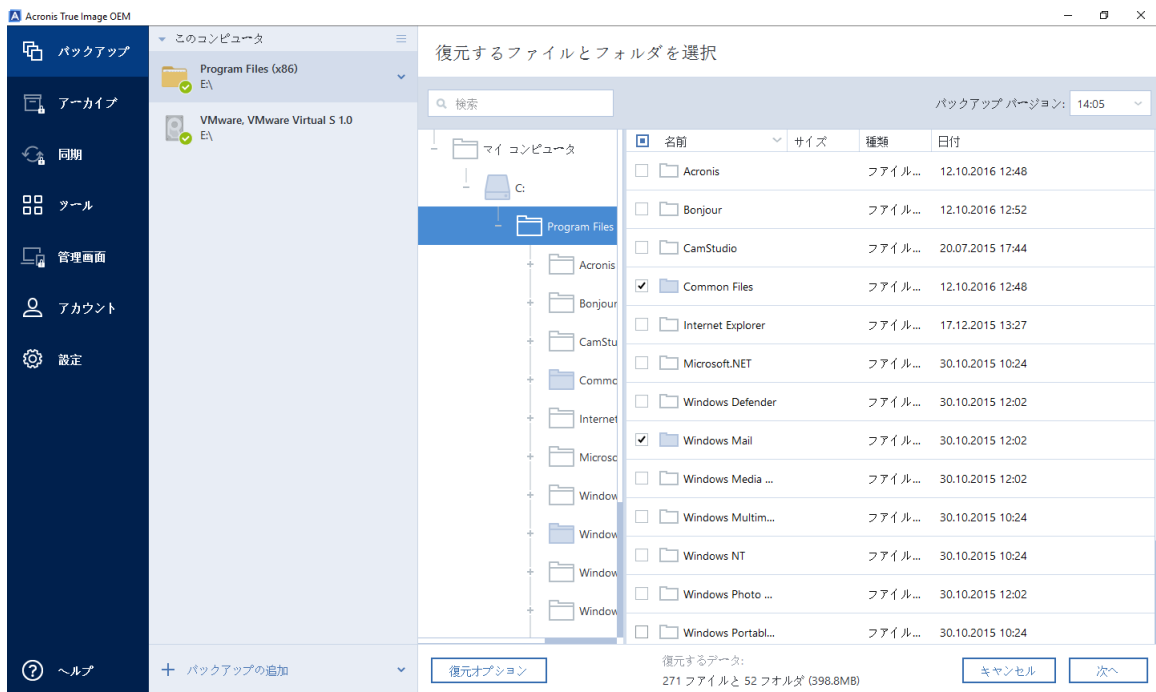 Acronis True Image OEM
バックアップ
アーカイブ
同期
ツール
管理画面
アカウント
設定
ヘルプ
このコンピュータ
Program Files (x86)
E:\
VMware, VMware Virtual S 1.0
E:\
バックアップの追加
復元するファイルとフォルダを選択
検索
バックアップ バージョン: 14:05
マイ コンピュータ
C:
Program Files
Acronis
Bonjour
CamStu
Commo
Internet
Microso
Window
Window
Window
Window
名前 サイズ 種類 日付
Acronis ファイル... 12.10.2016 12:48
Bonjour ファイル... 12.10.2016 12:52
CamStudio ファイル... 20.07.2015 17:44
Common Files ファイル... 12.10.2016 12:48
Internet Explorer ファイル... 17.12.2015 13:27
Microsoft.NET ファイル... 30.10.2015 10:24
Windows Defender ファイル... 30.10.2015 12:02
Windows Mail ファイル... 30.10.2015 12:02
Windows Media ... ファイル... 30.10.2015 12:02
Windows Multim... ファイル... 30.10.2015 10:24
Windows NT ファイル... 30.10.2015 10:24
Windows Photo ... ファイル... 30.10.2015 12:02
Windows Portabl... ファイル... 30.10.2015 10:24
復元オプション
復元するデータ:
271 ファイルと 52 フォルダ (398.8MB)
キャンセル
次へ